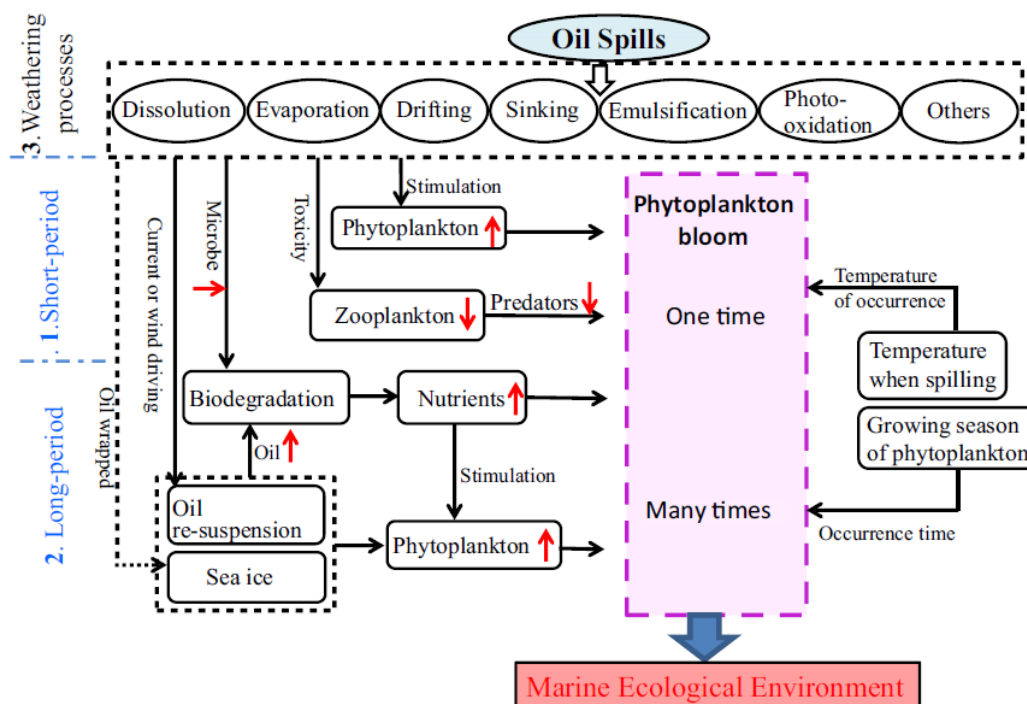 Oil Spills
3. Weathering
processes
Dissolution
Evaporation
Drifting
Sinking
Emulsification
Photo-
oxidation
Others
. 1.Short-period
Current or wind driving
Microbe
Toxicity
Stimulation
Phytoplankton
Phytoplankton
bloom
Zooplankton
Predators
One time
Temperature
of occurrence
Temperature
when spilling
2. Long-period
Oil wrapped
Biodegradation
Nutrients
Growing season
of phytoplankton
Oil
Stimulation
Oil
re-suspension
Sea ice
Phytoplankton
Many times
Occurrence time
Marine Ecological Environment